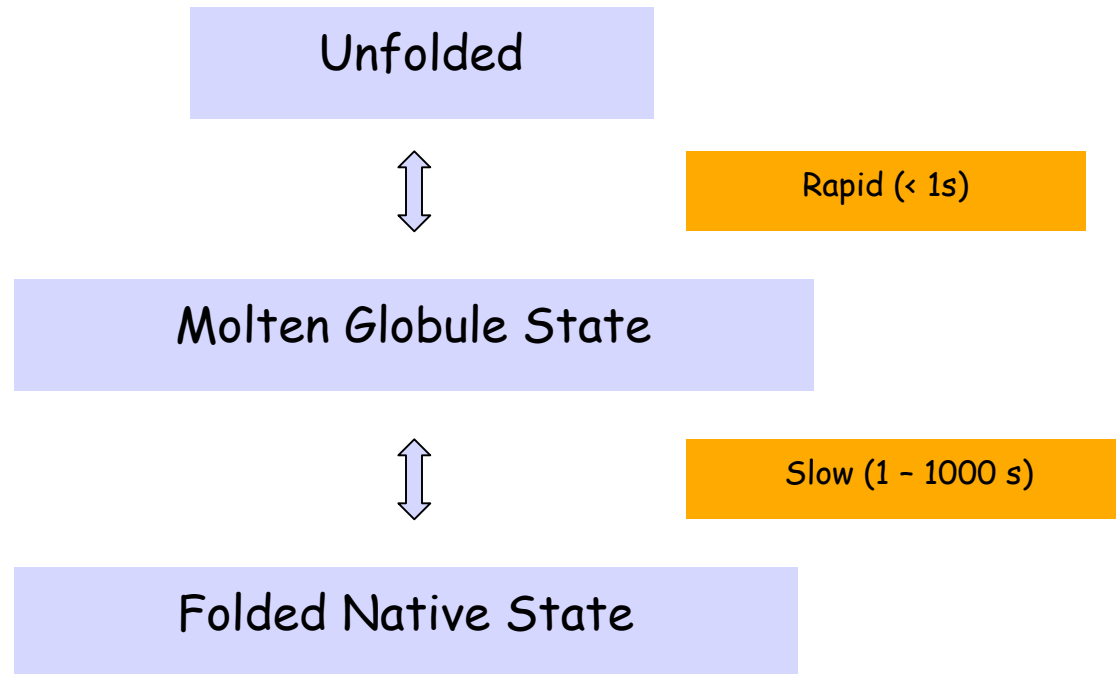 Unfolded
Rapid (< 1s)
Molten Globule State
Slow (1 – 1000 s)
Folded Native State